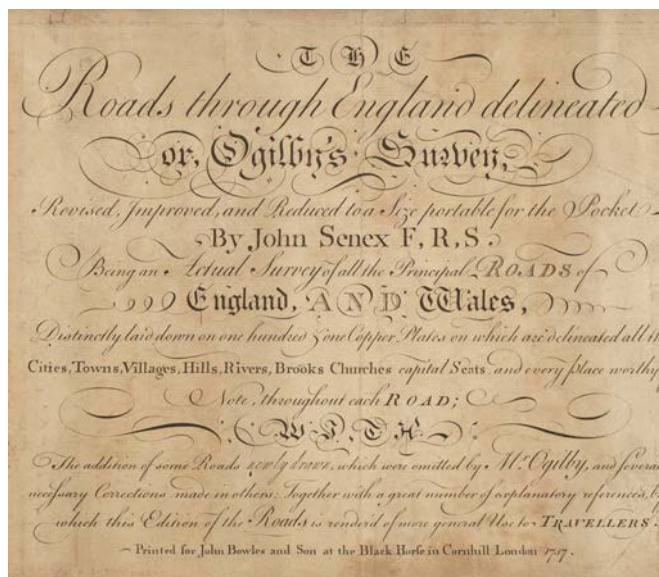 THE
Roads through England delineated
or, Ogilby's Survey,
Revised, Improved, and Reduced to a Size portable for the Pocket
By John Senex F,R,S.
Being an Actual Survey of all the Principal ROADS of
England, AND Wales,
Distinctly laid down on one hundred & one Copper Plates on which are delineated all th
Cities, Towns, Villages, Hills, Rivers, Brooks Churches capital Seats and every place worthy
Note, throughout each ROAD;
WITH
The addition of some Roads newly drawn, which were omitted by Mr Ogilby, and severa
necessary Corrections made in others: Together with a great number of explanatory references, b
which this Edition of the Roads is render'd of more general Use to TRAVELLERS.
Printed for John Bowles and Son at the Black Horse in Cornhill London 1757.